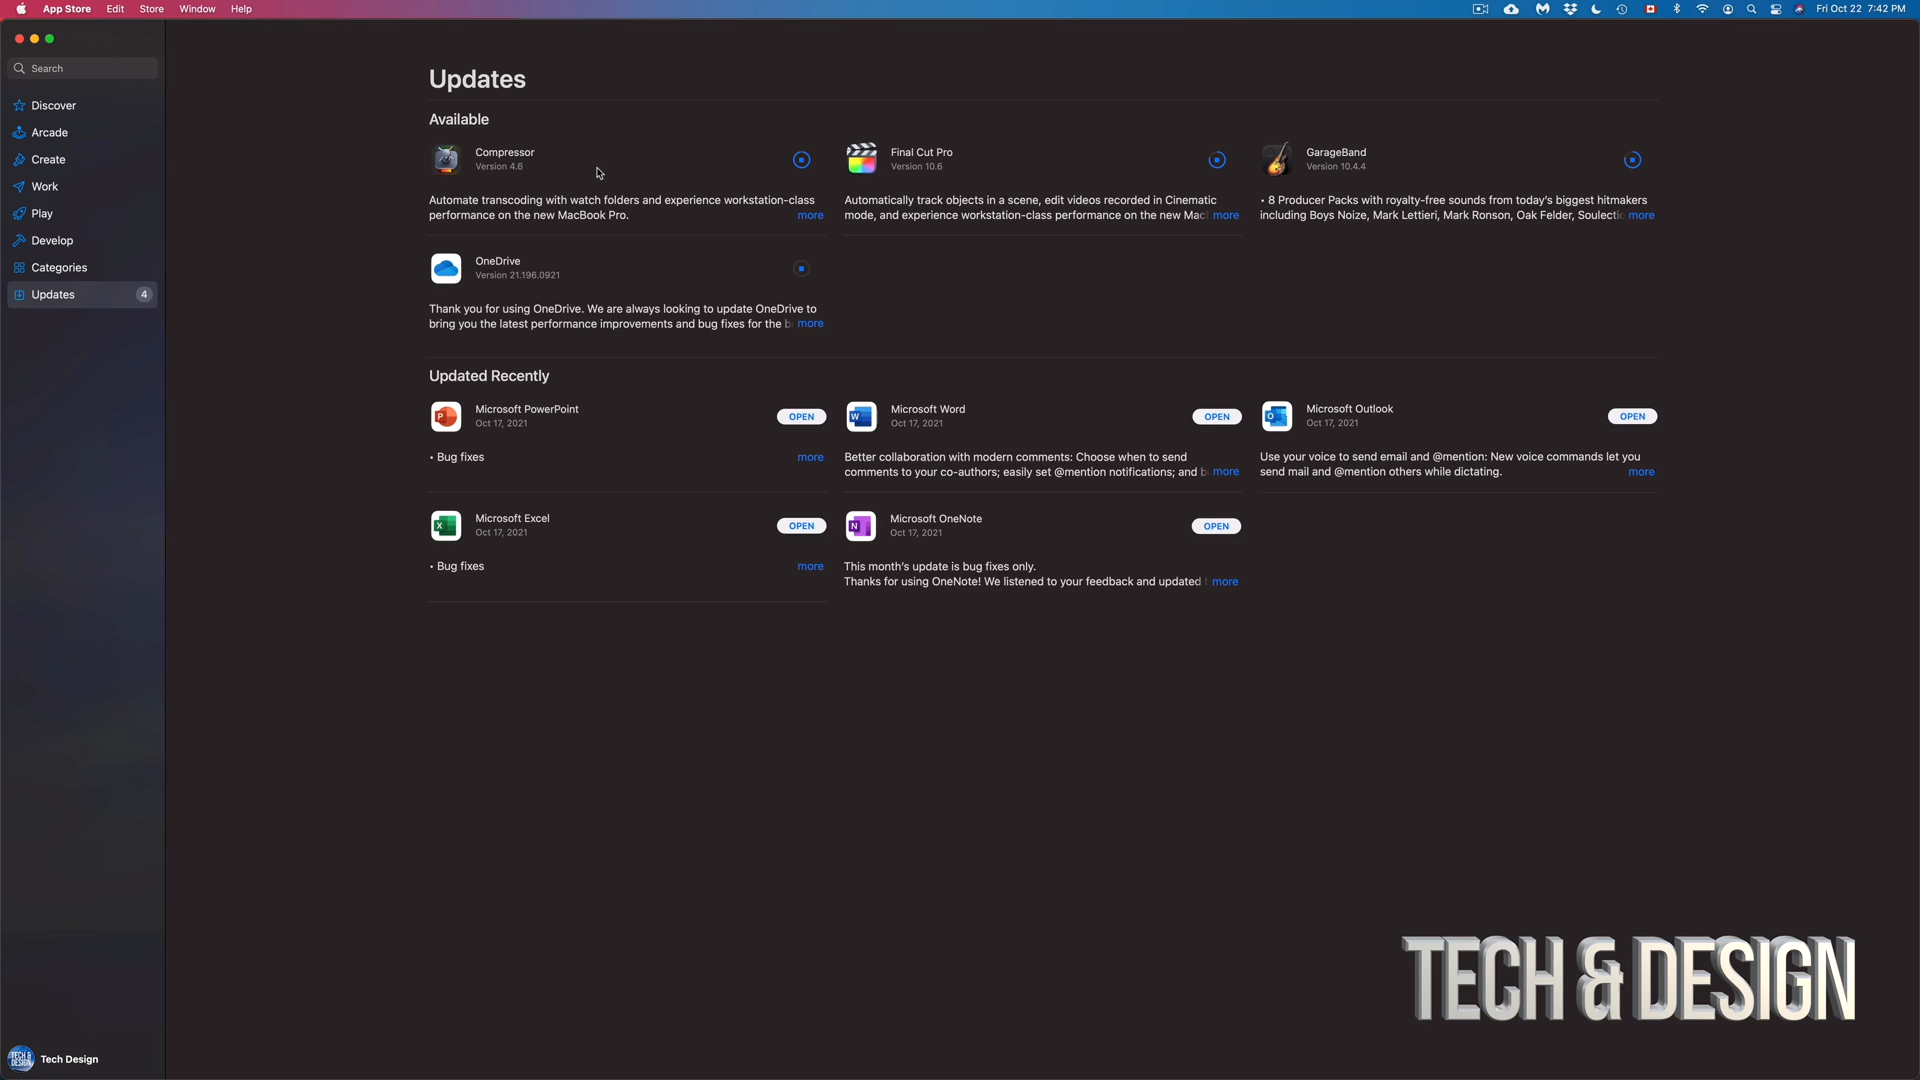 App Store Edit Store Window Help
Fri Oct 22 7:42 PM
Search
Discover
Arcade
Create
Work
Play
Develop
Categories
Updates 4
Tech Design
Updates
Available
Compressor
Version 4.6
Automate transcoding with watch folders and experience workstation-class
performance on the new MacBook Pro. more
Final Cut Pro
Version 10.6
Automatically track objects in a scene, edit videos recorded in Cinematic
mode, and experience workstation-class performance on the new Mac more
GarageBand
Version 10.4.4
• 8 Producer Packs with royalty-free sounds from today's biggest hitmakers
including Boys Noize, Mark Lettieri, Mark Ronson, Oak Felder, Soulectic more
OneDrive
Version 21.196.0921
Thank you for using OneDrive. We are always looking to update OneDrive to
bring you the latest performance improvements and bug fixes for the b more
Updated Recently
Microsoft PowerPoint
Oct 17, 2021
OPEN
• Bug fixes more
Microsoft Word
Oct 17, 2021
OPEN
Better collaboration with modern comments: Choose when to send
comments to your co-authors; easily set @mention notifications; and b more
Microsoft Outlook
Oct 17, 2021
OPEN
Use your voice to send email and @mention: New voice commands let you
send mail and @mention others while dictating. more
Microsoft Excel
Oct 17, 2021
OPEN
• Bug fixes more
Microsoft OneNote
Oct 17, 2021
OPEN
This month's update is bug fixes only.
Thanks for using OneNote! We listened to your feedback and updated more
TECH & DESIGN
TECH &
DESIGN